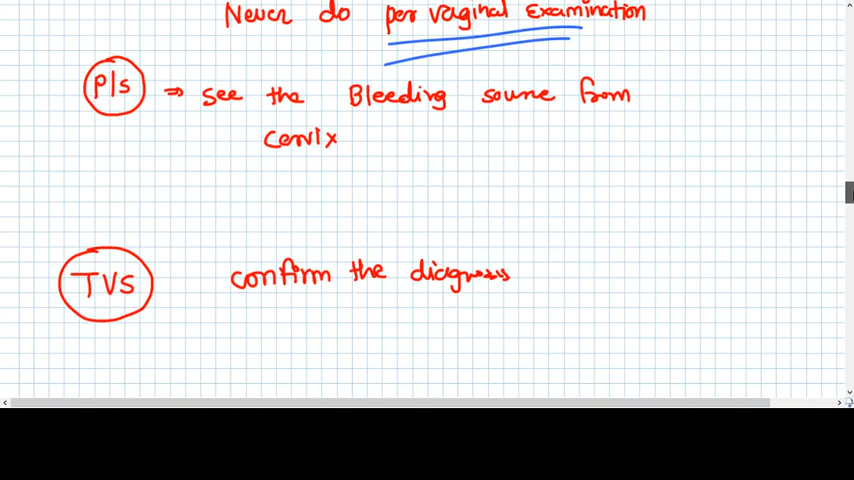 Never do per vaginal Examination
P/s ⇒ see the Bleeding source from
cervix
TVS confirm the diagnosis